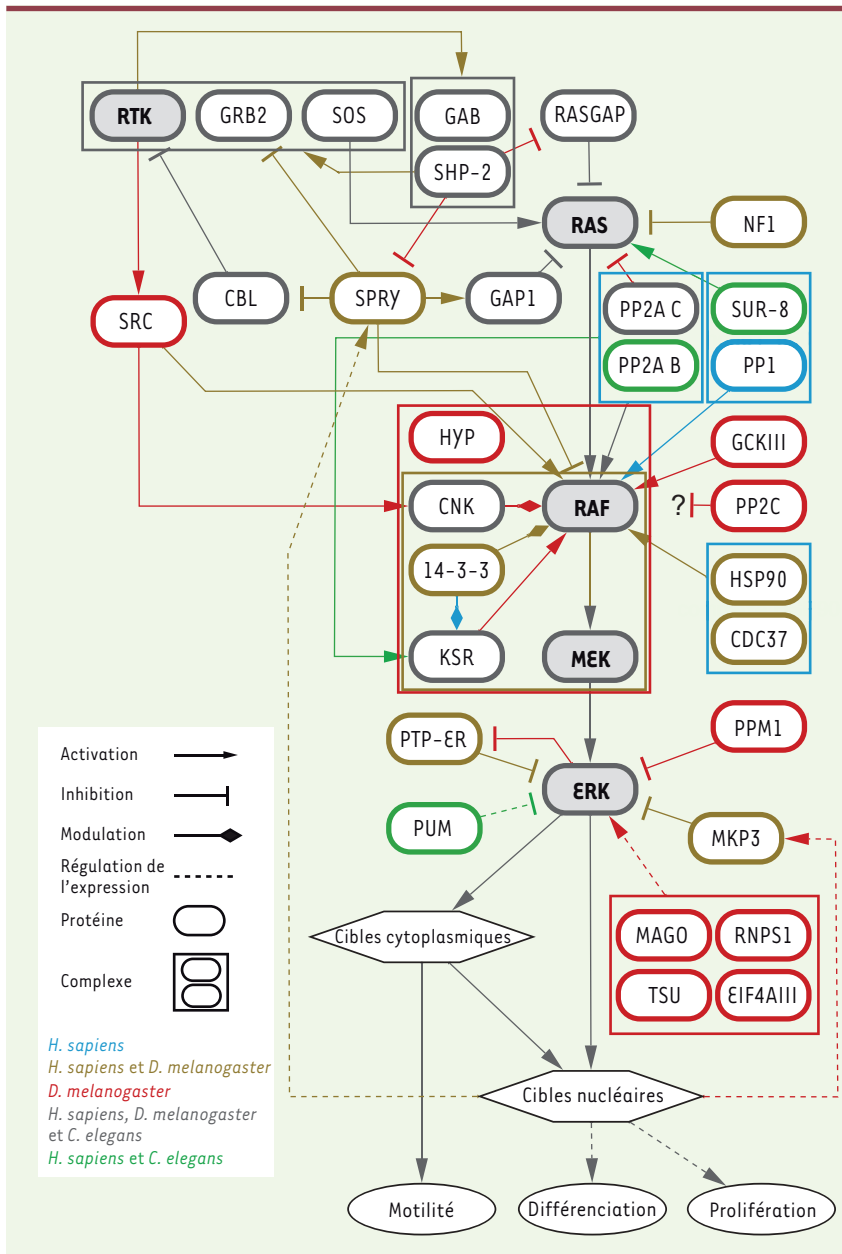 RTK
GRB2
SOS
GAB
SHP-2
RASGAP
RAS
NF1
SRC
CBL
SPRY
GAP1
PP2A C
PP2A B
SUR-8
PP1
HYP
GCKIII
CNK
RAF
?
PP2C
14-3-3
HSP90
CDC37
KSR
MEK
PTP-ER
PPM1
ERK
PUM
MKP3
Cibles cytoplasmiques
MAGO
RNPS1
TSU
EIF4AIII
Cibles nucléaires
Motilité
Différenciation
Prolifération
Activation
Inhibition
Modulation
Régulation de
l'expression
Protéine
Complexe
H. sapiens
H. sapiens et D. melanogaster
D. melanogaster
H. sapiens, D. melanogaster
et C. elegans
H. sapiens et C. elegans